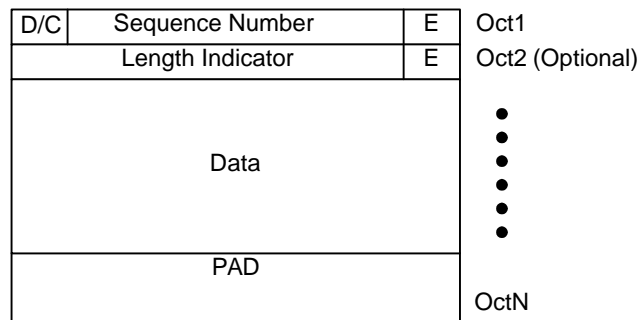 D/C Sequence Number E Oct1
Length Indicator E Oct2 (Optional)
Data
PAD
OctN